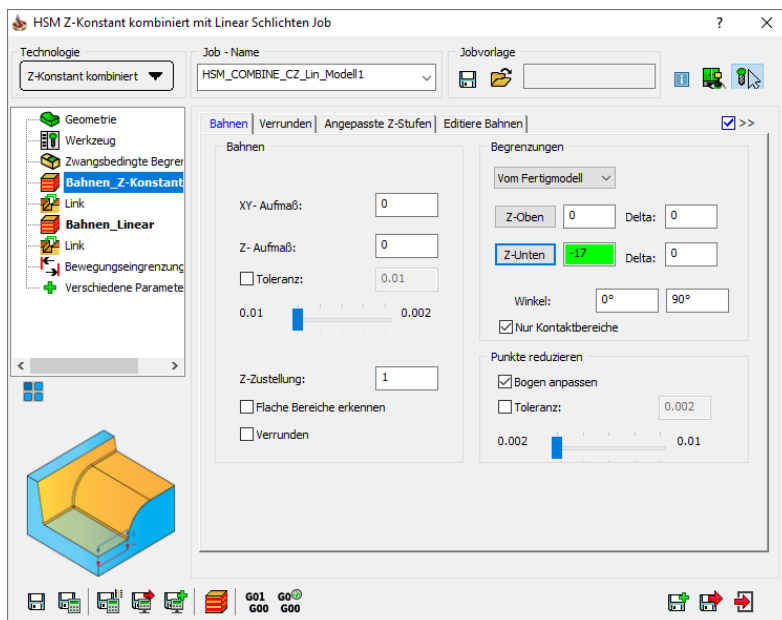 HSM Z-Konstant kombiniert mit Linear Schlichten Job
Technologie
Z-Konstant kombiniert
Job - Name
HSM_COMBINE_CZ_Lin_Modell1
Jobvorlage
Geometrie
Werkzeug
Zwangsbedingte Begrer
Bahnen_Z-Konstant
Link
Bahnen_Linear
Link
Bewegungseingrenzung
Verschiedene Paramete
Bahnen
Verrunden
Angepasste Z-Stufen
Editiere Bahnen
>>
Bahnen
XY- Aufmaß:
0
Z- Aufmaß:
0
Toleranz:
0.01
0.01
0.002
Z-Zustellung:
1
Flache Bereiche erkennen
Verrunden
Begrenzungen
Vom Fertigmodell
Z-Oben
0
Delta:
0
Z-Unten
-17
Delta:
0
Winkel:
0°
90°
Nur Kontaktbereiche
Punkte reduzieren
Bogen anpassen
Toleranz:
0.002
0.002
0.01
G01
G00
G0
G00